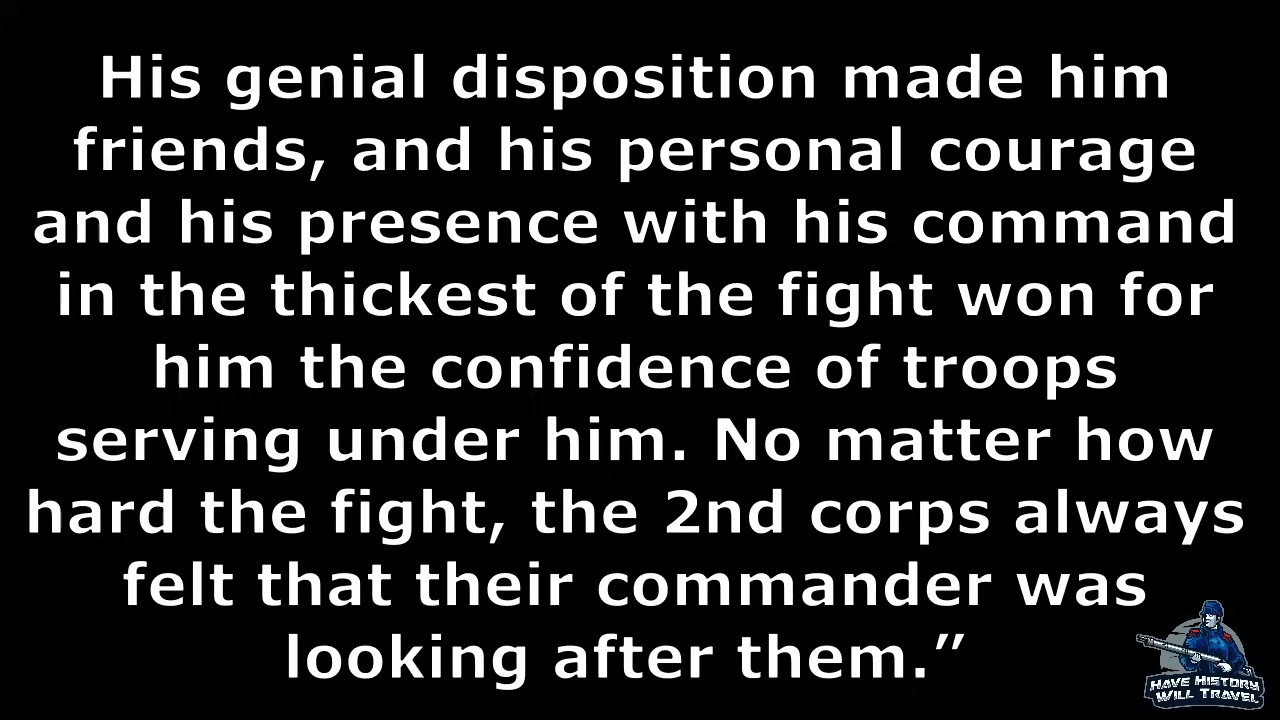 His genial disposition made him
friends, and his personal courage
and his presence with his command
in the thickest of the fight won for
him the confidence of troops
serving under him. No matter how
hard the fight, the 2nd corps always
felt that their commander was
looking after them.”
HAVE HISTORY
WILL TRAVEL